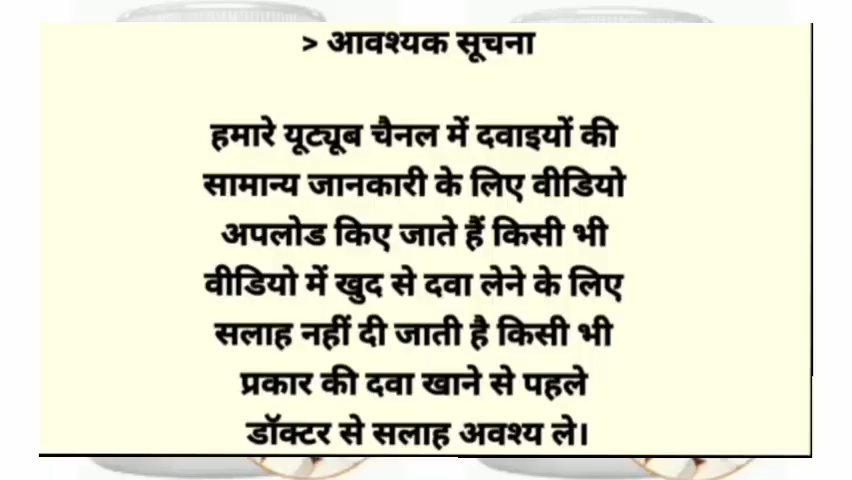 > आवश्यक सूचना
हमारे यूट्यूब चैनल में दवाइयों की
सामान्य जानकारी के लिए वीडियो
अपलोड किए जाते हैं किसी भी
वीडियो में खुद से दवा लेने के लिए
सलाह नहीं दी जाती है किसी भी
प्रकार की दवा खाने से पहले
डॉक्टर से सलाह अवश्य ले।